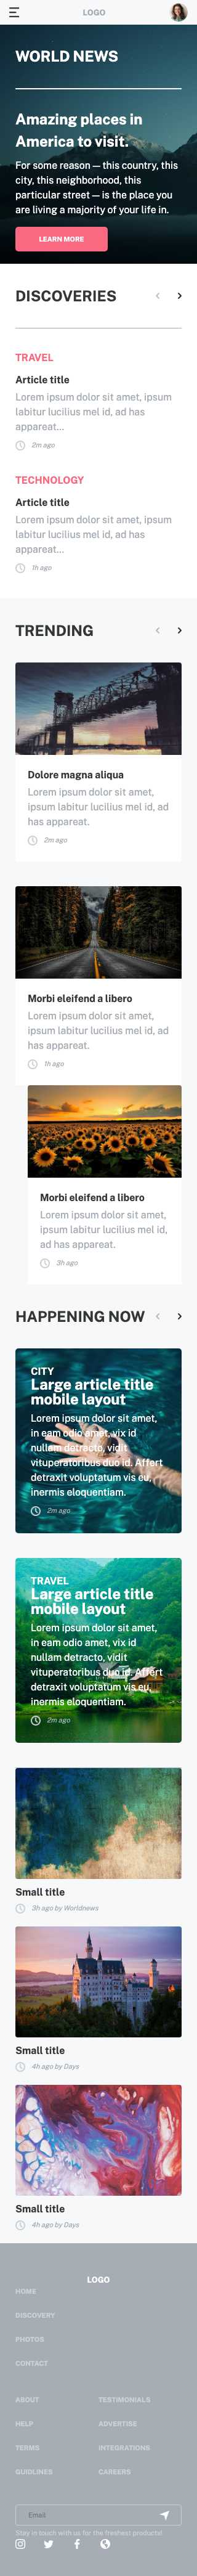 LOGO
WORLD NEWS
Amazing places in
America to visit.
For some reason — this country, this
city, this neighborhood, this
particular street — is the place you
are living a majority of your life in.
LEARN MORE
DISCOVERIES
TRAVEL
Article title
Lorem ipsum dolor sit amet, ipsum
labitur lucilius mel id, ad has
appareat...
2m ago
TECHNOLOGY
Article title
Lorem ipsum dolor sit amet, ipsum
labitur lucilius mel id, ad has
appareat...
1h ago
TRENDING
Dolore magna aliqua
Lorem ipsum dolor sit amet,
ipsum labitur lucilius mel id, ad
has appareat.
2m ago
Morbi eleifend a libero
Lorem ipsum dolor sit amet,
ipsum labitur lucilius mel id, ad
has appareat.
1h ago
Morbi eleifend a libero
Lorem ipsum dolor sit amet,
ipsum labitur lucilius mel id,
ad has appareat.
3h ago
HAPPENING NOW
CITY
Large article title
mobile layout
Lorem ipsum dolor sit amet,
in eam odio amet, vix id
nullam detracto, vidit
vituperatoribus duo id. Affert
detraxit voluptatum vis eu,
inermis eloquentiam.
2m ago
TRAVEL
Large article title
mobile layout
Lorem ipsum dolor sit amet,
in eam odio amet, vix id
nullam detracto, vidit
vituperatoribus duo id. Affert
detraxit voluptatum vis eu,
inermis eloquentiam.
2m ago
Small title
3h ago by Worldnews
Small title
4h ago by Days
Small title
4h ago by Days
LOGO
HOME
DISCOVERY
PHOTOS
CONTACT
ABOUT TESTIMONIALS
HELP ADVERTISE
TERMS INTEGRATIONS
GUIDLINES CAREERS
Email
Stay in touch with us for the freshest products!